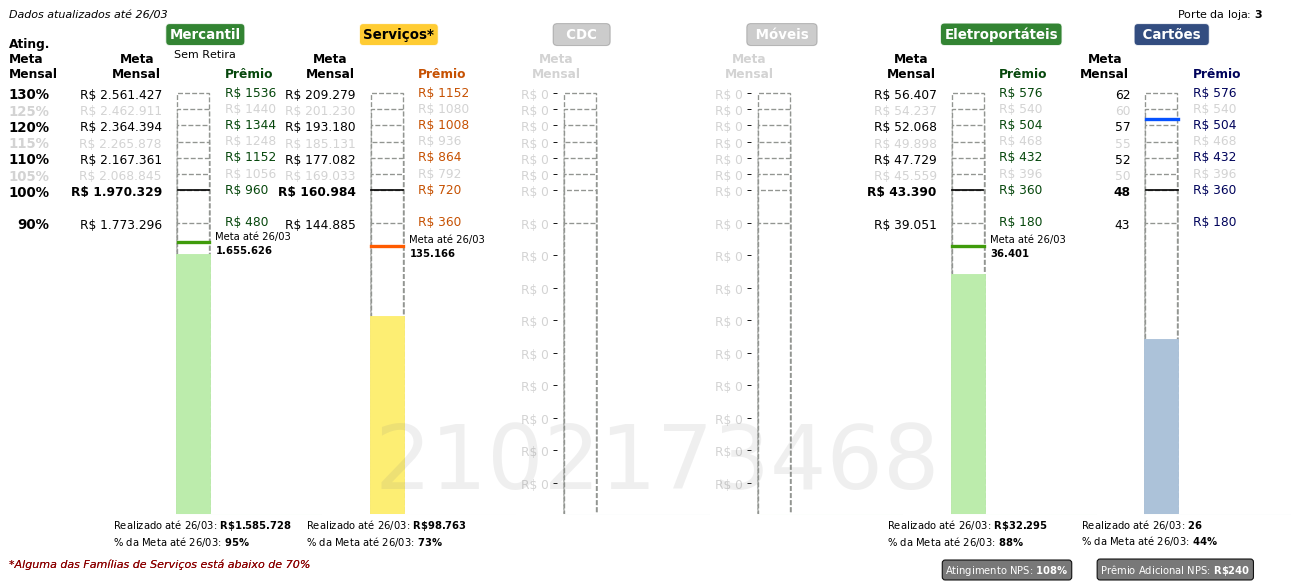 Dados atualizados até 26/03
Porte da loja: 3
Mercantil
Serviços*
CDC
Móveis
Eletroportáteis
Cartões
Ating.
Meta
Mensal
Meta
Mensal
Sem Retira
Prêmio
Meta
Mensal
Prêmio
Meta
Mensal
Meta
Mensal
Meta
Mensal
Prêmio
Meta
Mensal
Prêmio
130% R$ 2.561.427 R$ 1536 R$ 209.279 R$ 1152 R$ 0 R$ 0 R$ 56.407 R$ 576 62 R$ 576
125% R$ 2.462.911 R$ 1440 R$ 201.230 R$ 1080 R$ 0 R$ 0 R$ 54.237 R$ 540 60 R$ 540
120% R$ 2.364.394 R$ 1344 R$ 193.180 R$ 1008 R$ 0 R$ 0 R$ 52.068 R$ 504 57 R$ 504
115% R$ 2.265.878 R$ 1248 R$ 185.131 R$ 936 R$ 0 R$ 0 R$ 49.898 R$ 468 55 R$ 468
110% R$ 2.167.361 R$ 1152 R$ 177.082 R$ 864 R$ 0 R$ 0 R$ 47.729 R$ 432 52 R$ 432
105% R$ 2.068.845 R$ 1056 R$ 169.033 R$ 792 R$ 0 R$ 0 R$ 45.559 R$ 396 50 R$ 396
100% R$ 1.970.329 R$ 960 R$ 160.984 R$ 720 R$ 0 R$ 0 R$ 43.390 R$ 360 48 R$ 360
90% R$ 1.773.296 R$ 480 R$ 144.885 R$ 360 R$ 0 R$ 0 R$ 39.051 R$ 180 43 R$ 180
Meta até 26/03
1.655.626
Meta até 26/03
135.166
Meta até 26/03
36.401
R$ 0 R$ 0
R$ 0 R$ 0
R$ 0 R$ 0
R$ 0 R$ 0
R$ 0 R$ 0
R$ 0 R$ 0
R$ 0 R$ 0
R$ 0 R$ 0
2102173468
Realizado até 26/03: R$1.585.728
% da Meta até 26/03: 95%
Realizado até 26/03: R$98.763
% da Meta até 26/03: 73%
Realizado até 26/03: R$32.295
% da Meta até 26/03: 88%
Realizado até 26/03: 26
% da Meta até 26/03: 44%
*Alguma das Famílias de Serviços está abaixo de 70%
Atingimento NPS: 108%
Prêmio Adicional NPS: R$240